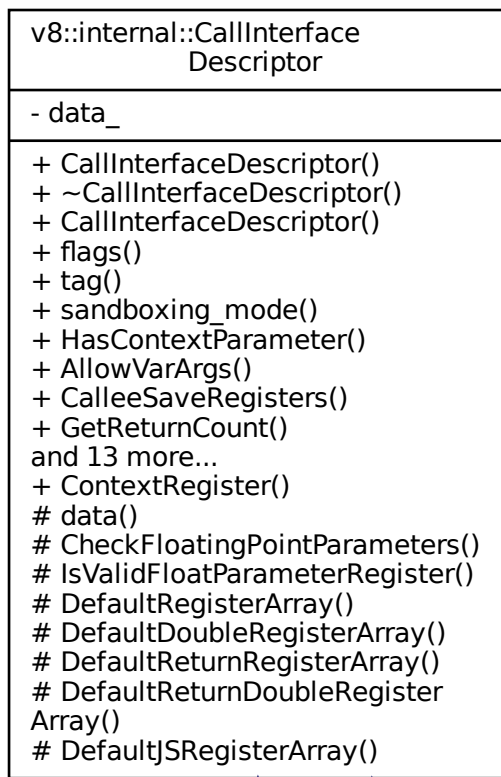 v8::internal::CallInterface
Descriptor
- data_
+ CallInterfaceDescriptor()
+ ~CallInterfaceDescriptor()
+ CallInterfaceDescriptor()
+ flags()
+ tag()
+ sandboxing_mode()
+ HasContextParameter()
+ AllowVarArgs()
+ CalleeSaveRegisters()
+ GetReturnCount()
and 13 more...
+ ContextRegister()
# data()
# CheckFloatingPointParameters()
# IsValidFloatParameterRegister()
# DefaultRegisterArray()
# DefaultDoubleRegisterArray()
# DefaultReturnRegisterArray()
# DefaultReturnDoubleRegister
Array()
# DefaultJSRegisterArray()